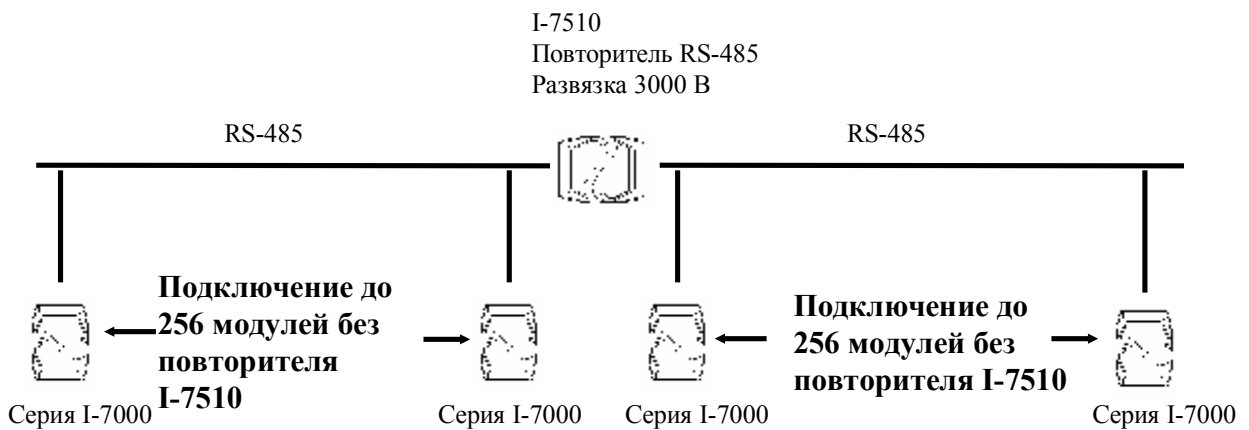 I-7510
Повторитель RS-485
Развязка 3000 В
RS-485
RS-485
Подключение до
256 модулей без
повторителя
I-7510
Подключение до
256 модулей без
повторителя I-7510
Серия I-7000
Серия I-7000
Серия I-7000
Серия I-7000